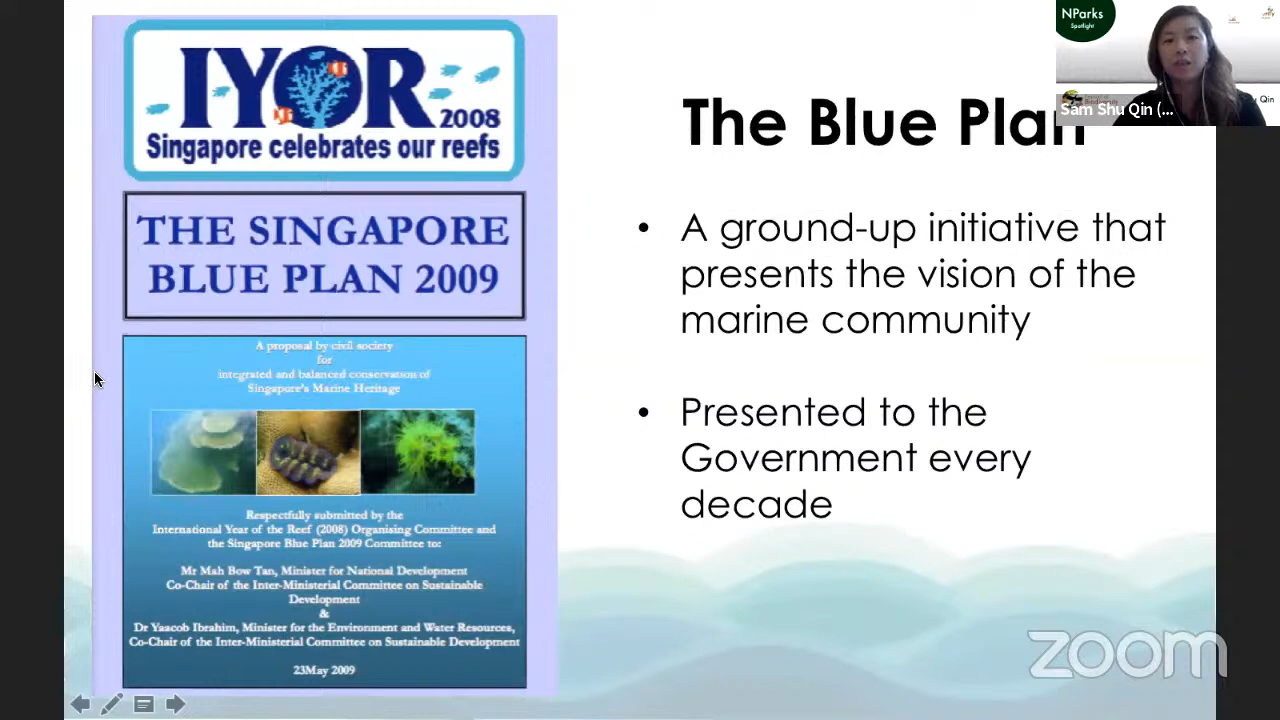 IYOR
2008
Singapore celebrates our reefs
THE SINGAPORE
BLUE PLAN 2009
A proposal by civil society
for
integrated and balanced conservation of
Singapore's Marine Heritage
Respectfully submitted by the
International Year of the Reef (2008) Organising Committee and
the Singapore Blue Plan 2009 Committee to:
Mr Mah Bow Tan, Minister for National Development
Co-Chair of the Inter-Ministerial Committee on Sustainable
Development
&
Dr Yaacob Ibrahim, Minister for the Environment and Water Resources,
Co-Chair of the Inter-Ministerial Committee on Sustainable Development
23May 2009
The Blue Plan
• A ground-up initiative that
presents the vision of the
marine community
• Presented to the
Government every
decade
NParks
Spotlight
Sam Shu Qin (...
Qin
zoom